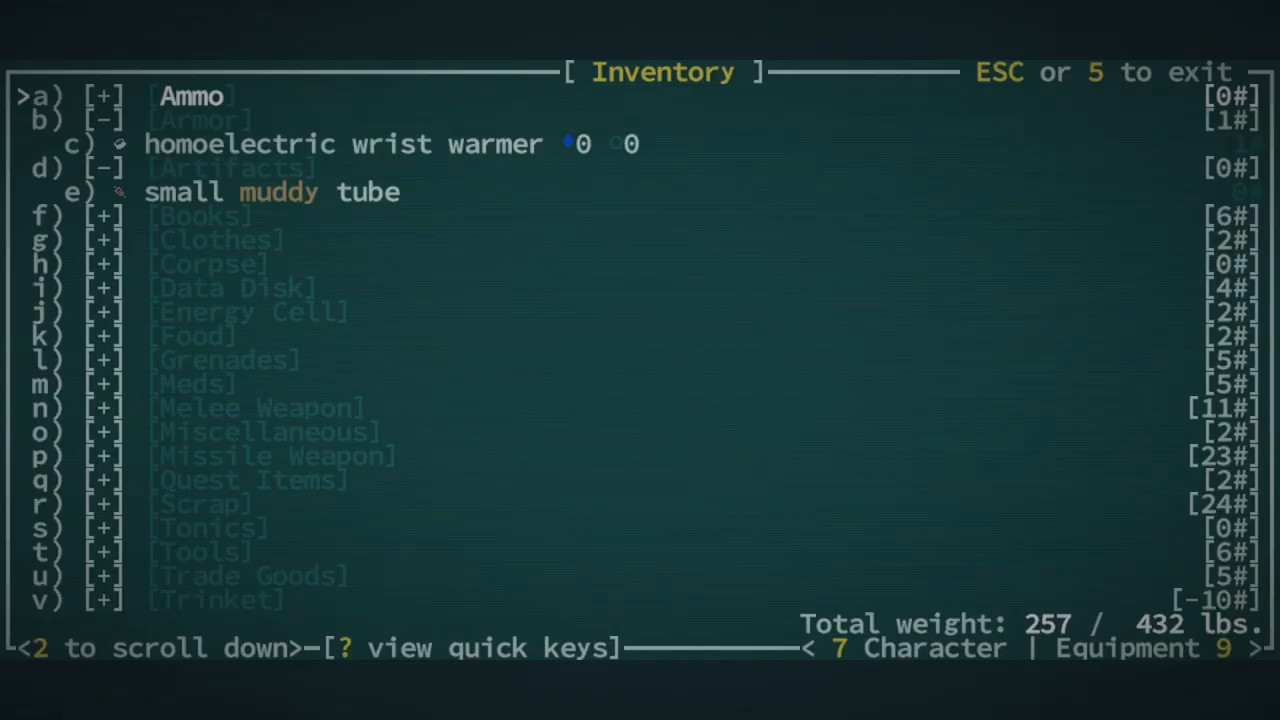 [ Inventory ] ESC or 5 to exit
>a) [+] [Ammo] [0#]
b) [-] [Armor] [1#]
c) homoelectric wrist warmer ♦0 ○0 1#
d) [-] [Artifacts] [0#]
e) small muddy tube 0#
f) [+] [Books] [6#]
g) [+] [Clothes] [2#]
h) [+] [Corpse] [0#]
i) [+] [Data Disk] [4#]
j) [+] [Energy Cell] [2#]
k) [+] [Food] [2#]
l) [+] [Grenades] [5#]
m) [+] [Meds] [5#]
n) [+] [Melee Weapon] [11#]
o) [+] [Miscellaneous] [2#]
p) [+] [Missile Weapon] [23#]
q) [+] [Quest Items] [2#]
r) [+] [Scrap] [24#]
s) [+] [Tonics] [0#]
t) [+] [Tools] [6#]
u) [+] [Trade Goods] [5#]
v) [+] [Trinket] [-10#]
Total weight: 257 / 432 lbs.
<2 to scroll down> [? view quick keys] < 7 Character | Equipment 9 >